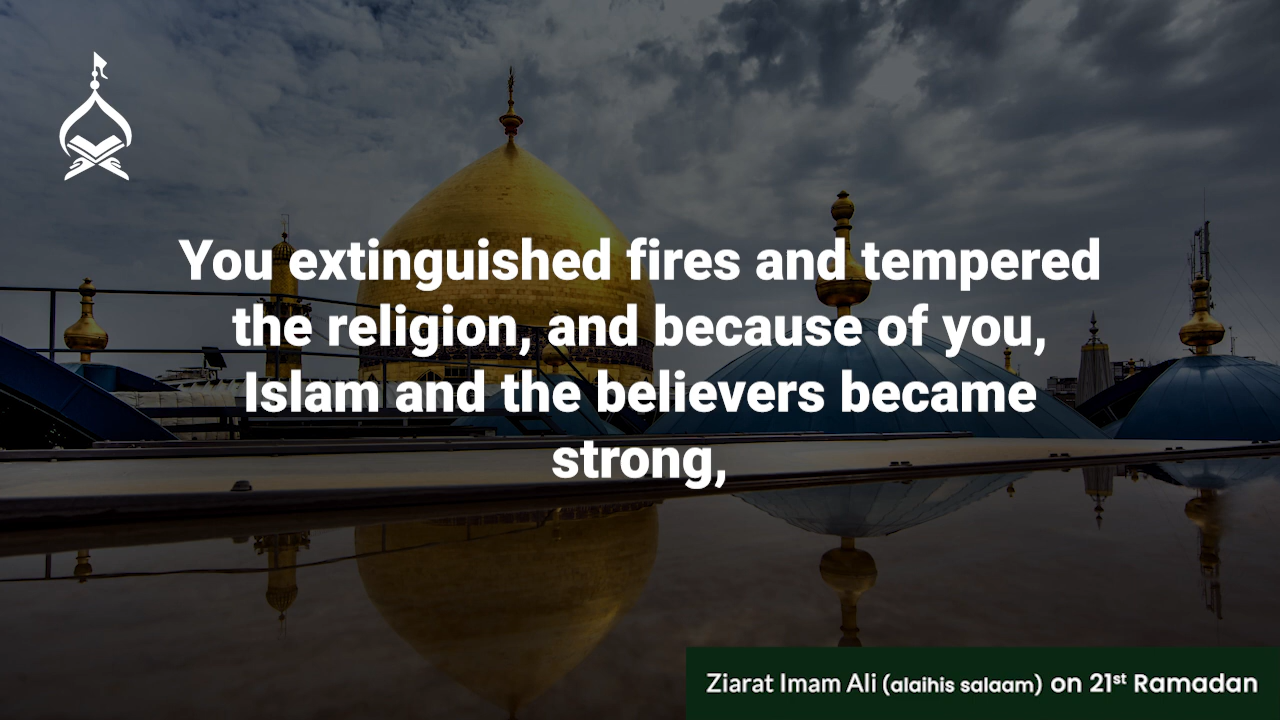 You extinguished fires and tempered
the religion, and because of you,
Islam and the believers became
strong,
Ziarat Imam Ali (alaihis salaam) on 21st Ramadan